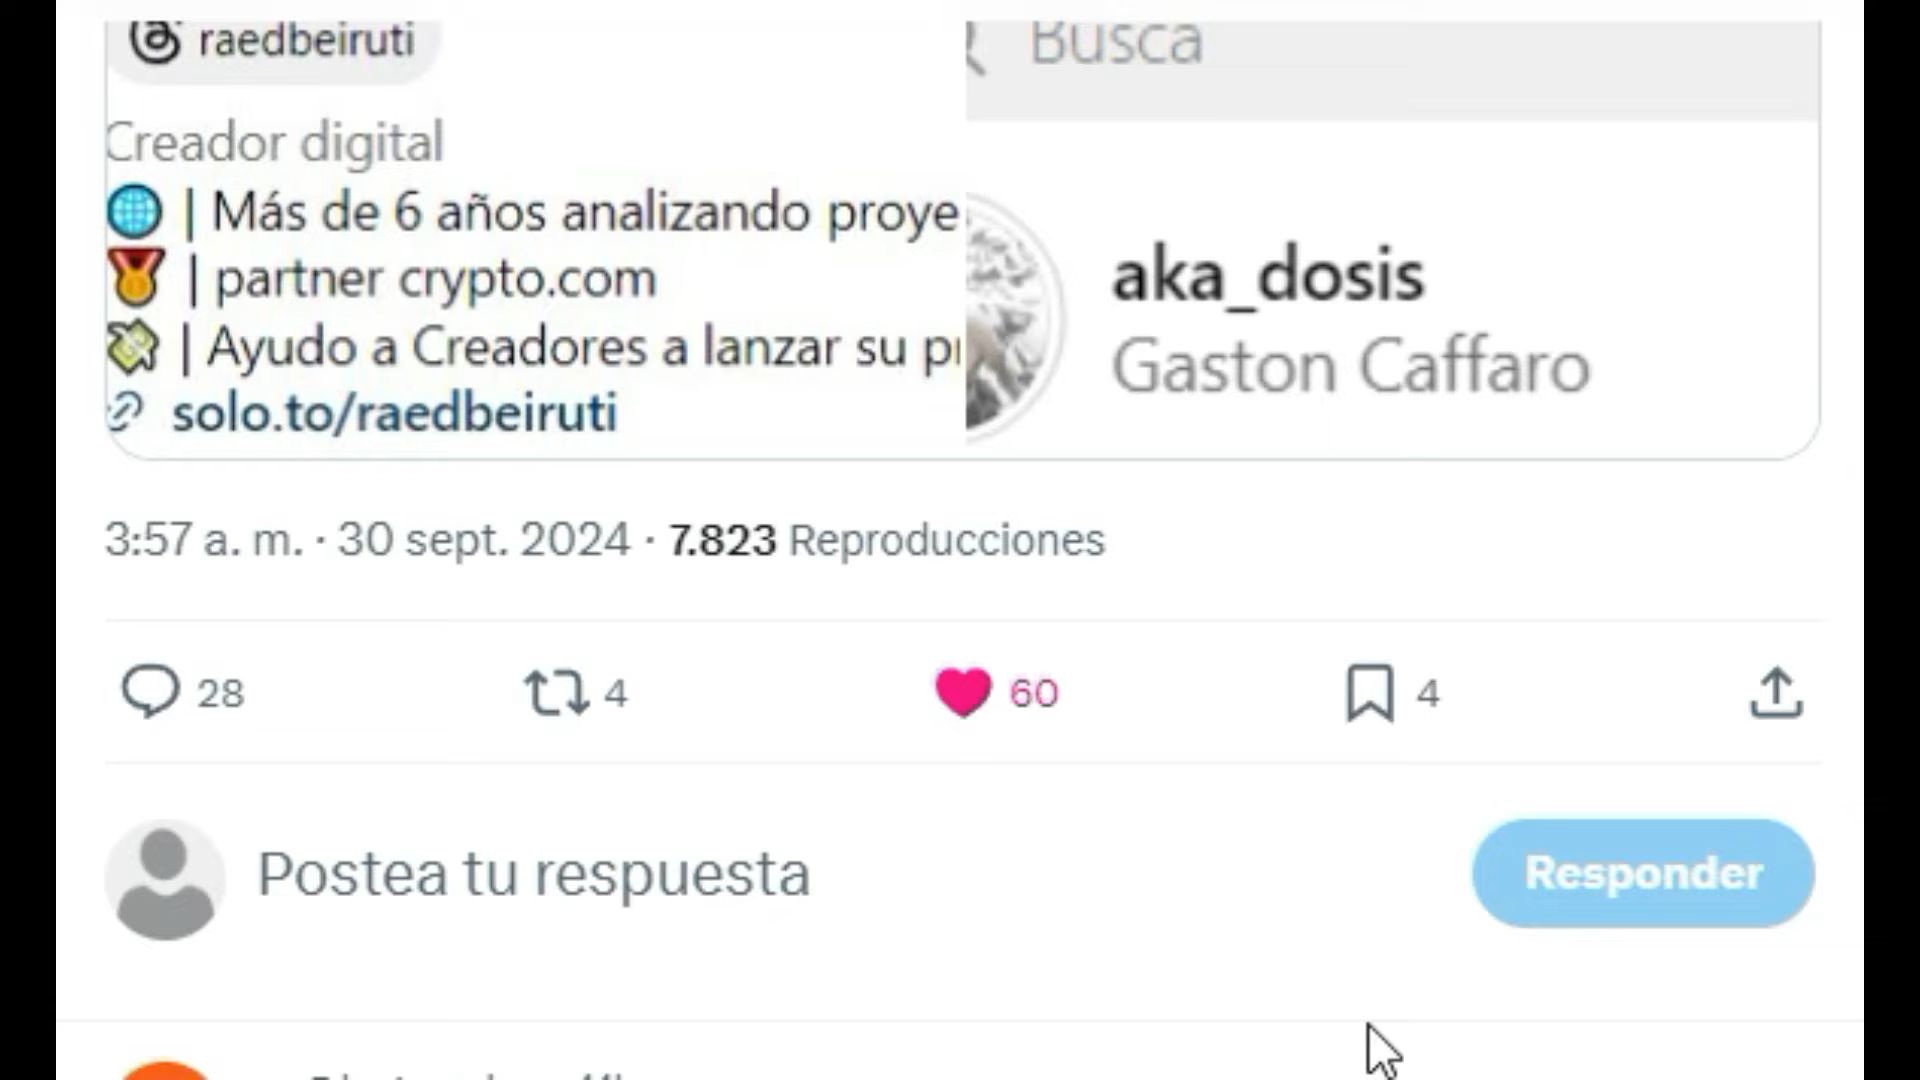 raedbeiruti
Creador digital
| Más de 6 años analizando proye
| partner crypto.com
| Ayudo a Creadores a lanzar su
solo.to/raedbeiruti
Busca
aka_dosis
Gaston Caffaro
3:57 a. m. · 30 sept. 2024 · 7.823 Reproducciones
28 4 60 4
Postea tu respuesta
Responder